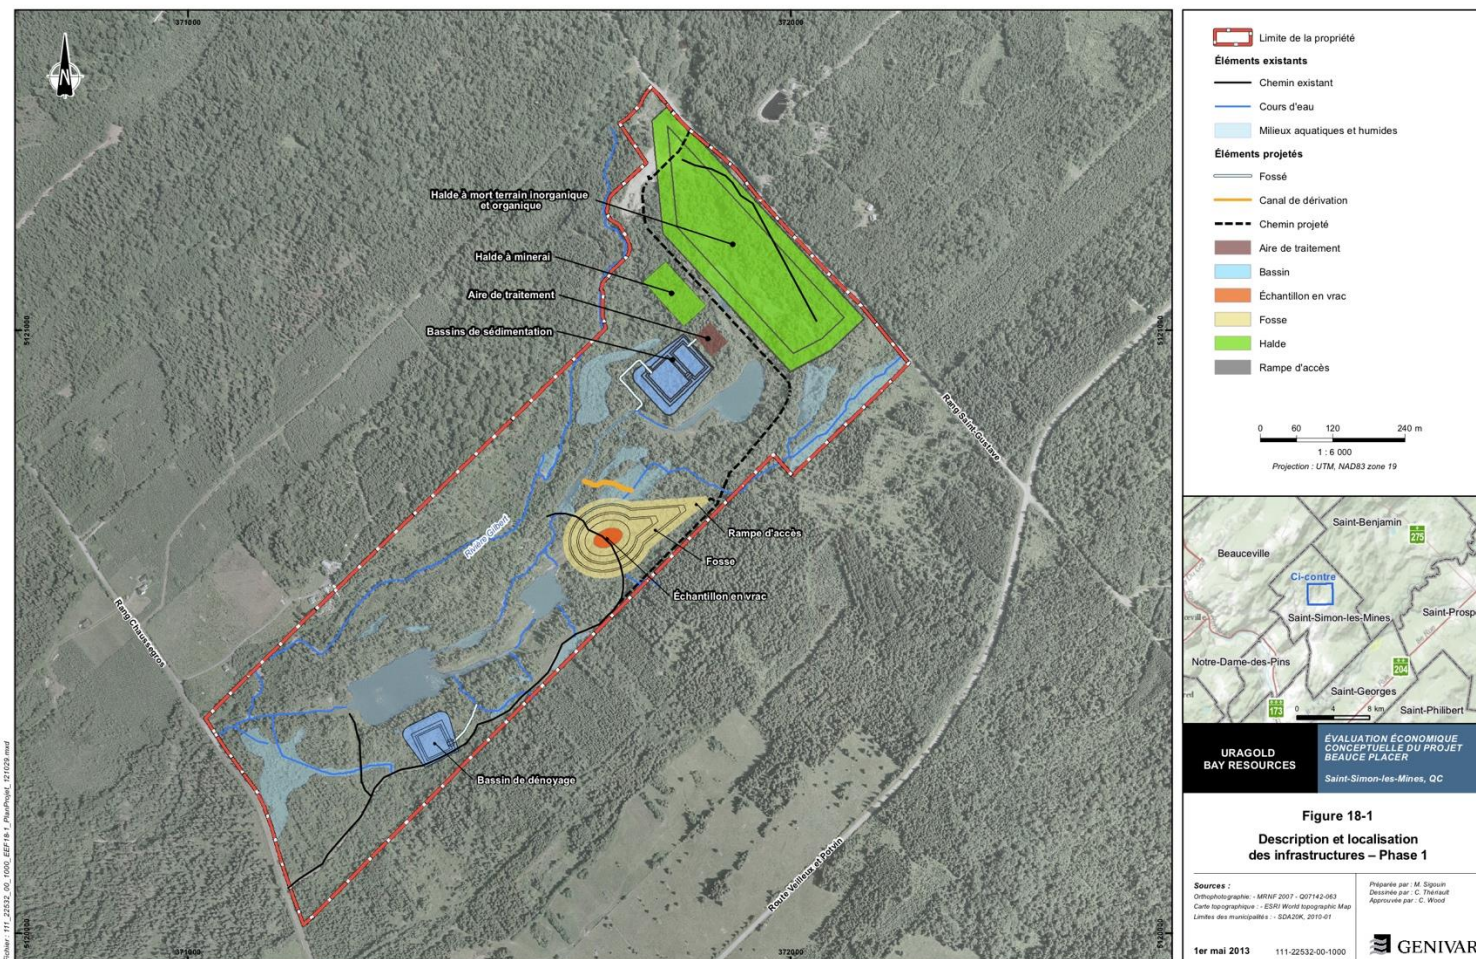 371000
372000
N
Halde à mort terrain inorganique
et organique
Halde à minerai
Aire de traitement
Bassins de sédimentation
5121000
5121000
Rang Saint-Gustave
Rivière Gilbert
Rampe d'accès
Fosse
Échantillon en vrac
Rang Chaussegros
Bassin de dénoyage
Route Veilleux et Potvin
5120000
5120000
371000
372000
Fichier : 111_22532_00_1000_EEF18-1_PlanProjet_121029.mxd
Limite de la propriété
Éléments existants
Chemin existant
Cours d'eau
Milieux aquatiques et humides
Éléments projetés
Fossé
Canal de dérivation
Chemin projeté
Aire de traitement
Bassin
Échantillon en vrac
Fosse
Halde
Rampe d'accès
0 60 120 240 m
1 : 6 000
Projection : UTM, NAD83 zone 19
Saint-Benjamin
275
Beauceville
Ci-contre
Saint-Simon-les-Mines
Saint-Prosp
Notre-Dame-des-Pins
204
Saint-Georges
173
0 4 8 km
Saint-Philibert
URAGOLD
BAY RESOURCES
ÉVALUATION ÉCONOMIQUE
CONCEPTUELLE DU PROJET
BEAUCE PLACER
Saint-Simon-les-Mines, QC
Figure 18-1
Description et localisation
des infrastructures – Phase 1
Sources :
Orthophotographie : - MRNF 2007 - Q07142-063
Carte topographique : - ESRI World topographic Map
Limites des municipalités : - SDA20K, 2010-01
Préparée par : M. Sigouin
Dessinée par : C. Thériault
Approuvée par : C. Wood
1er mai 2013
111-22532-00-1000
GENIVAR